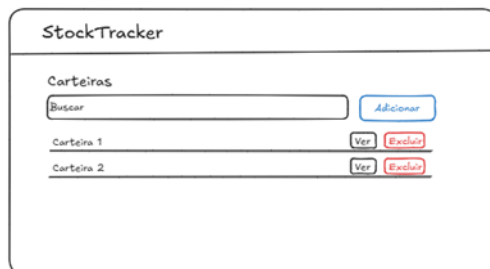 StockTracker
Carteiras
Buscar Adicionar
Carteira 1 Ver Excluir
Carteira 2 Ver Excluir